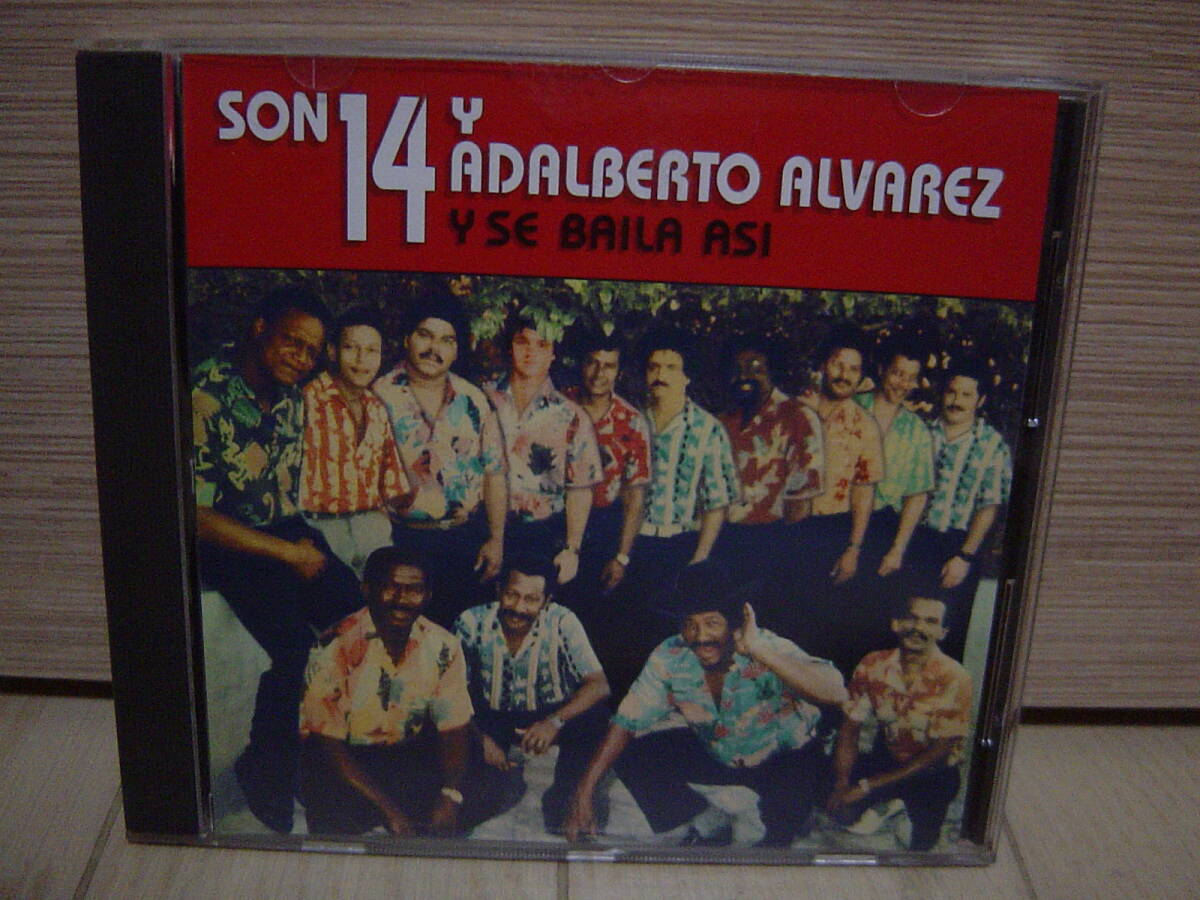 SON 14 Y
ADALBERTO ALVAREZ
Y SE BAILA ASI